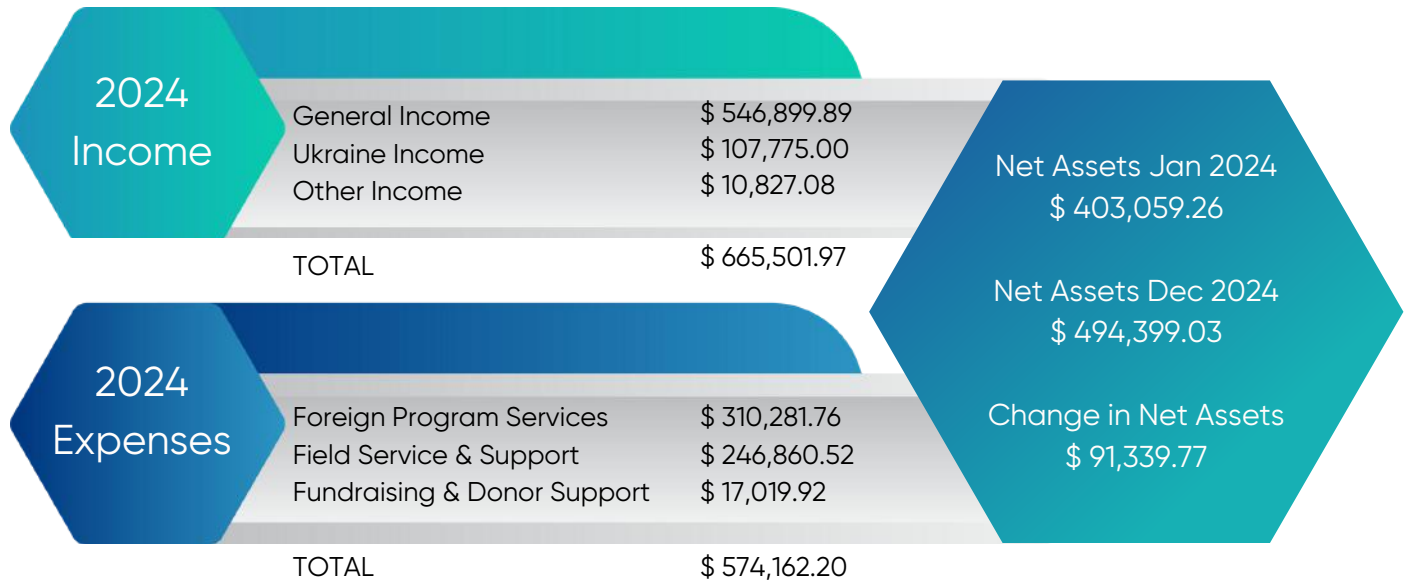 2024
Income
General Income $ 546,899.89
Ukraine Income $ 107,775.00
Other Income $ 10,827.08
TOTAL $ 665,501.97
2024
Expenses
Foreign Program Services $ 310,281.76
Field Service & Support $ 246,860.52
Fundraising & Donor Support $ 17,019.92
TOTAL $ 574,162.20
Net Assets Jan 2024
$ 403,059.26
Net Assets Dec 2024
$ 494,399.03
Change in Net Assets
$ 91,339.77